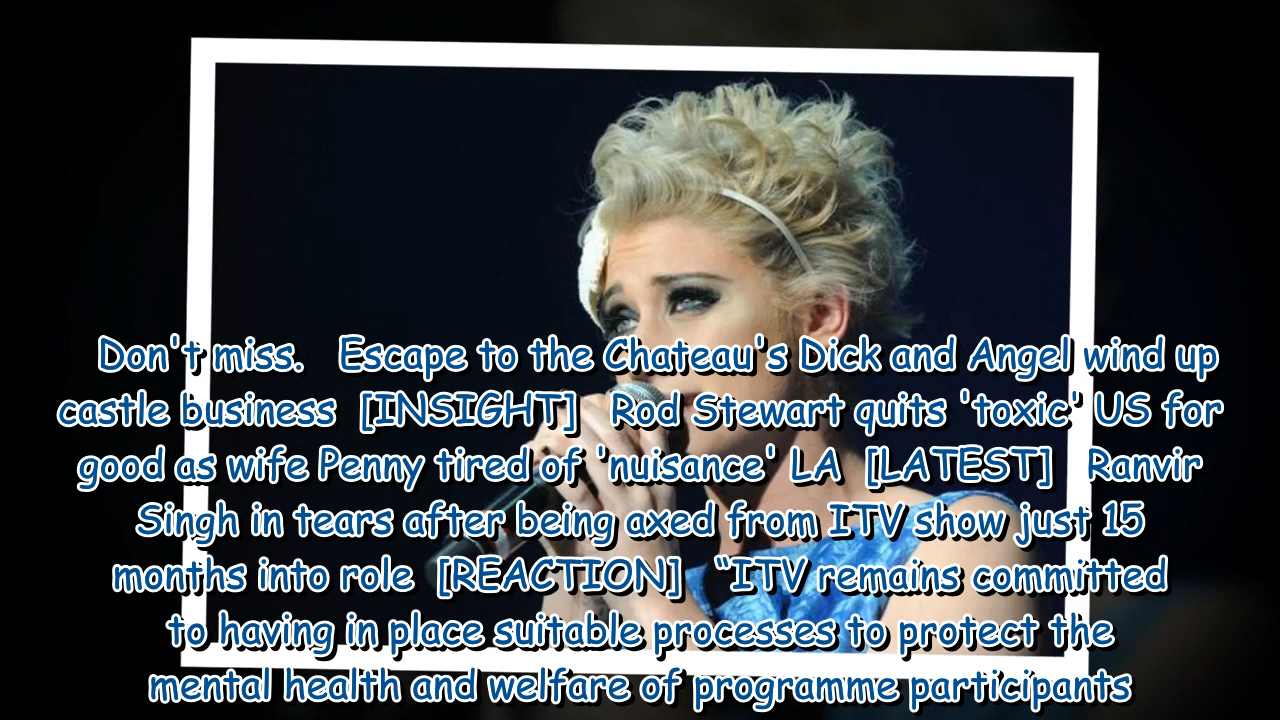 Don't miss. Escape to the Chateau's Dick and Angel wind up
castle business [INSIGHT] Rod Stewart quits 'toxic' US for
good as wife Penny tired of 'nuisance' LA [LATEST] Ranvir
Singh in tears after being axed from ITV show just 15
months into role [REACTION] “ITV remains committed
to having in place suitable processes to protect the
mental health and welfare of programme participants